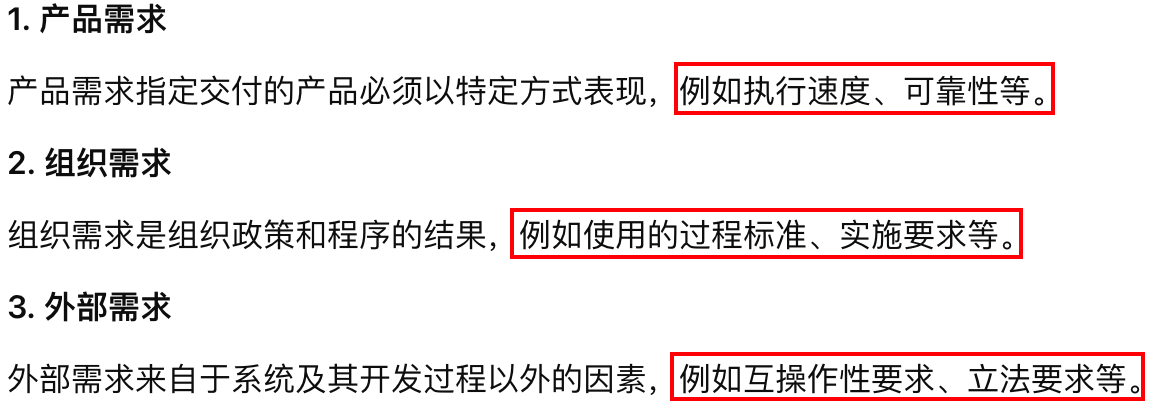 1. 产品需求
产品需求指定交付的产品必须以特定方式表现，例如执行速度、可靠性等。
2. 组织需求
组织需求是组织政策和程序的结果，例如使用的过程标准、实施要求等。
3. 外部需求
外部需求来自于系统及其开发过程以外的因素，例如互操作性要求、立法要求等。